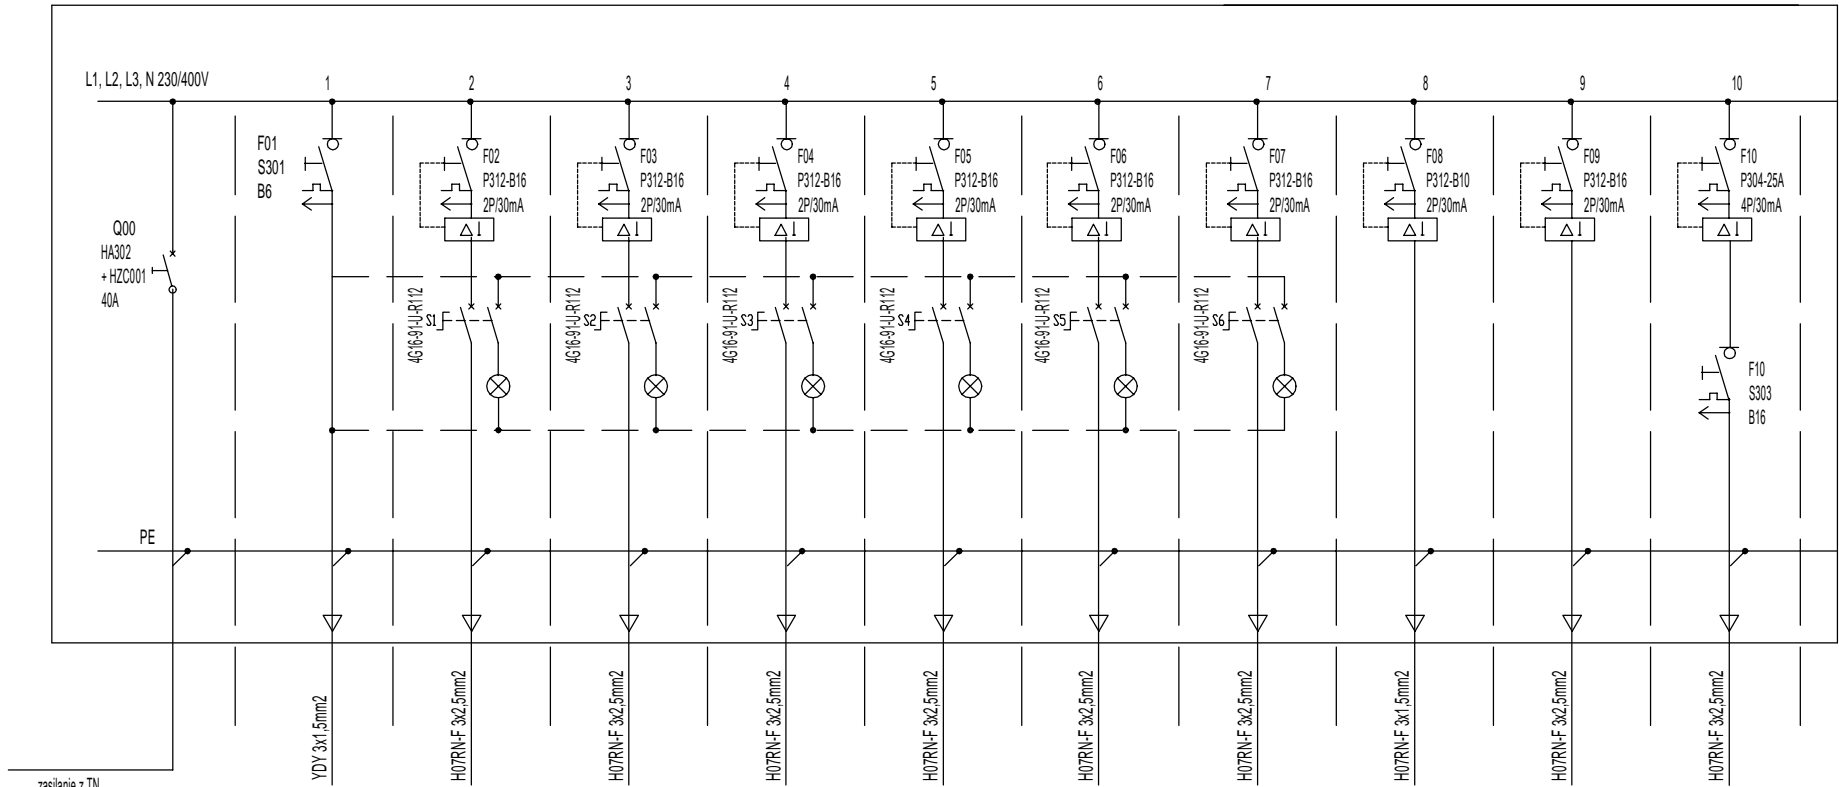 L1, L2, L3, N 230/400V
1
2
3
4
5
6
7
8
9
10
F01
S301
B6
F02
P312-B16
2P/30mA
F03
P312-B16
2P/30mA
F04
P312-B16
2P/30mA
F05
P312-B16
2P/30mA
F06
P312-B16
2P/30mA
F07
P312-B16
2P/30mA
F08
P312-B10
2P/30mA
F09
P312-B16
2P/30mA
F10
P304-25A
4P/30mA
Q00
HA302
+ HZC001
40A
4G16-91-U-R112
S1
4G16-91-U-R112
S2
4G16-91-U-R112
S3
4G16-91-U-R112
S4
4G16-91-U-R112
S5
4G16-91-U-R112
S6
F10
S303
B16
PE
YDY 3x1,5mm2
H07RN-F 3x2,5mm2
H07RN-F 3x2,5mm2
H07RN-F 3x2,5mm2
H07RN-F 3x2,5mm2
H07RN-F 3x2,5mm2
H07RN-F 3x2,5mm2
H07RN-F 3x1,5mm2
H07RN-F 3x2,5mm2
H07RN-F 3x2,5mm2
zasilanie z TN